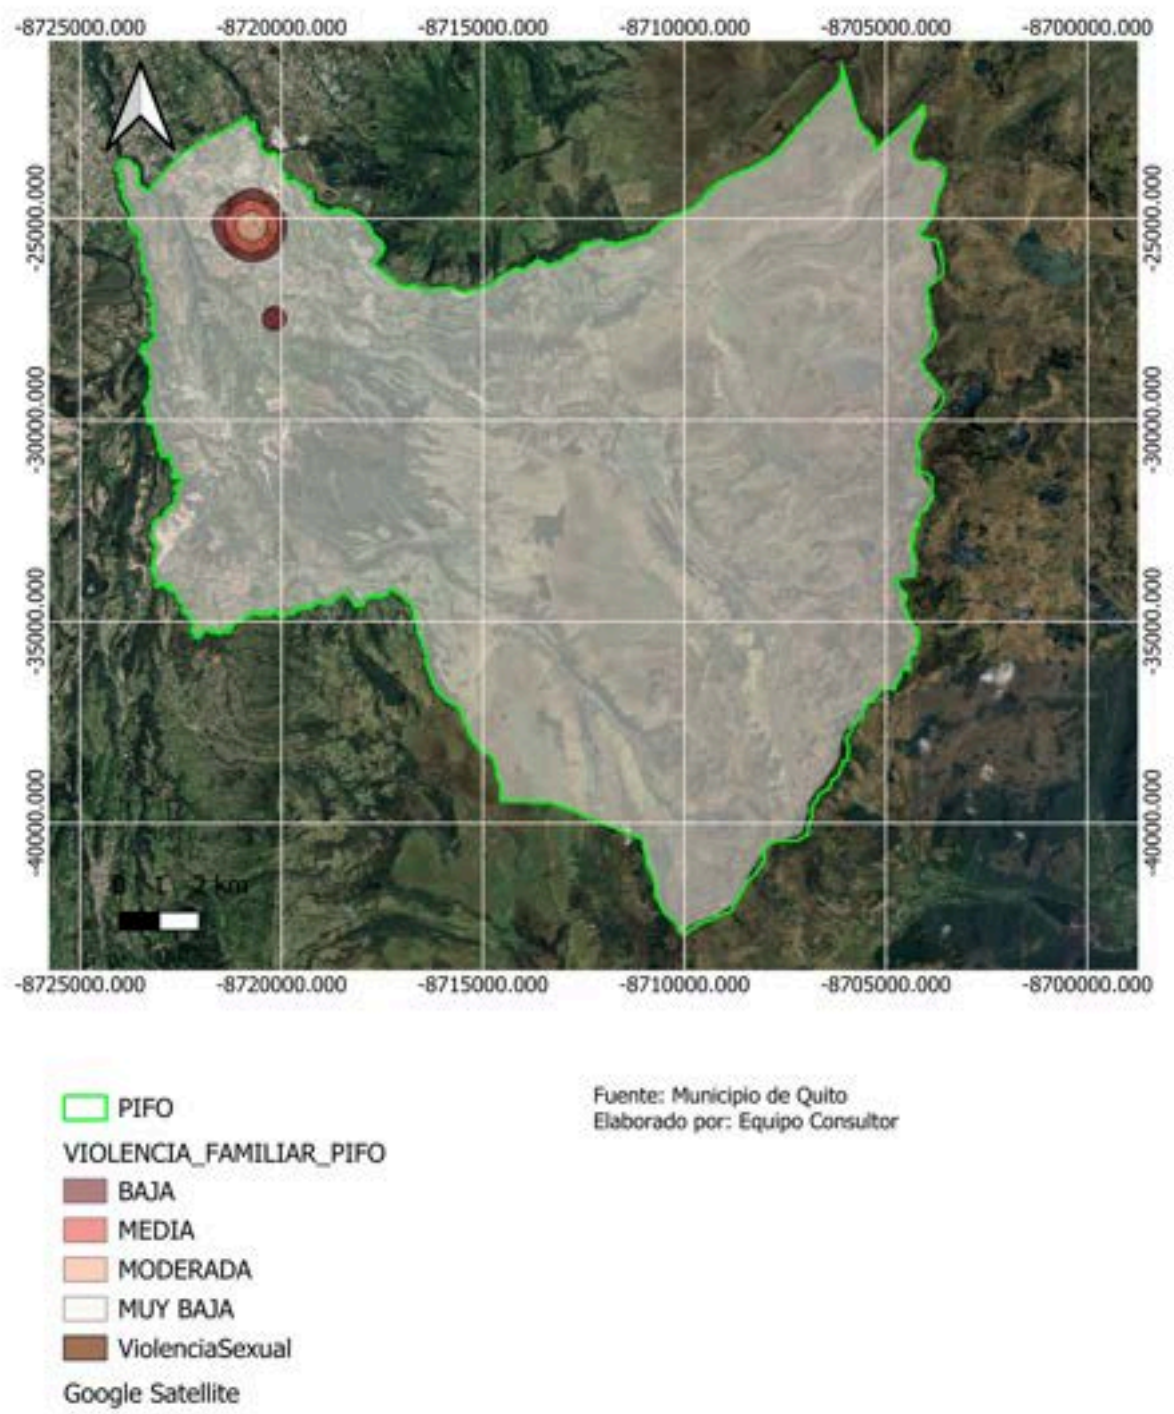 -8725000.000 -8720000.000 -8715000.000 -8710000.000 -8705000.000 -8700000.000
-25000.000 -25000.000
-30000.000 -30000.000
-35000.000 -35000.000
-40000.000 -40000.000
0 1 2 km
-8725000.000 -8720000.000 -8715000.000 -8710000.000 -8705000.000 -8700000.000
PIFO
VIOLENCIA_FAMILIAR_PIFO
BAJA
MEDIA
MODERADA
MUY BAJA
ViolenciaSexual
Google Satellite
Fuente: Municipio de Quito
Elaborado por: Equipo Consultor